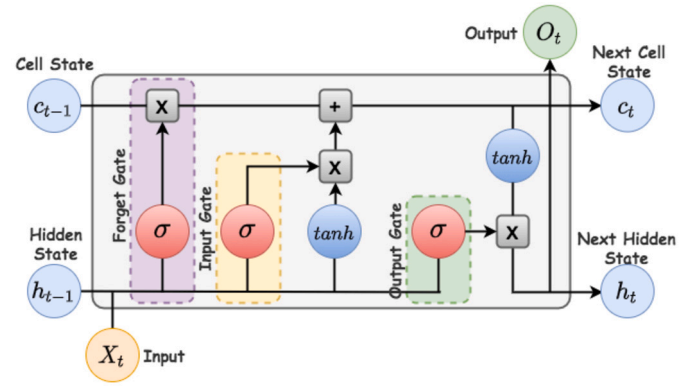 Output
O_t
Cell State
Next Cell
State
c_{t-1}
X
+
c_t
Forget Gate
Input Gate
X
tanh
Hidden
State
σ
σ
tanh
Output Gate
σ
X
Next Hidden
State
h_{t-1}
h_t
X_t
Input